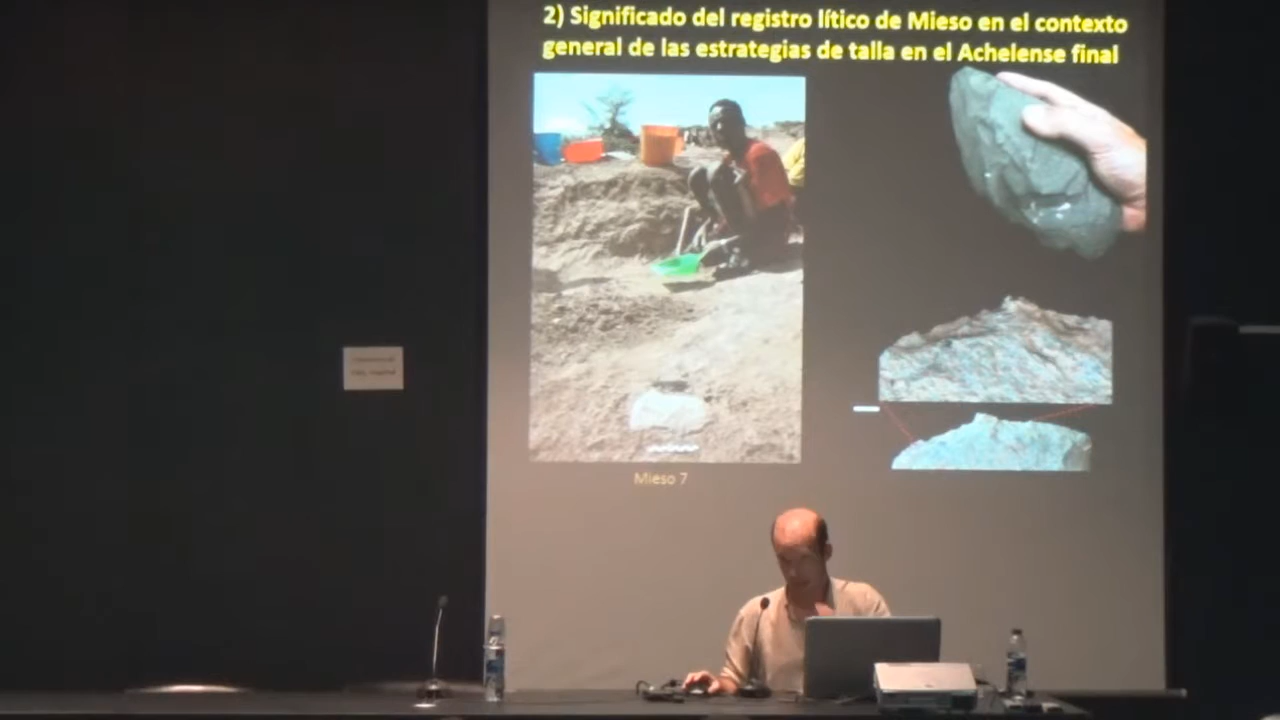 2) Significado del registro lítico de Mieso en el contexto
general de las estrategias de talla en el Achelense final
Mieso 7